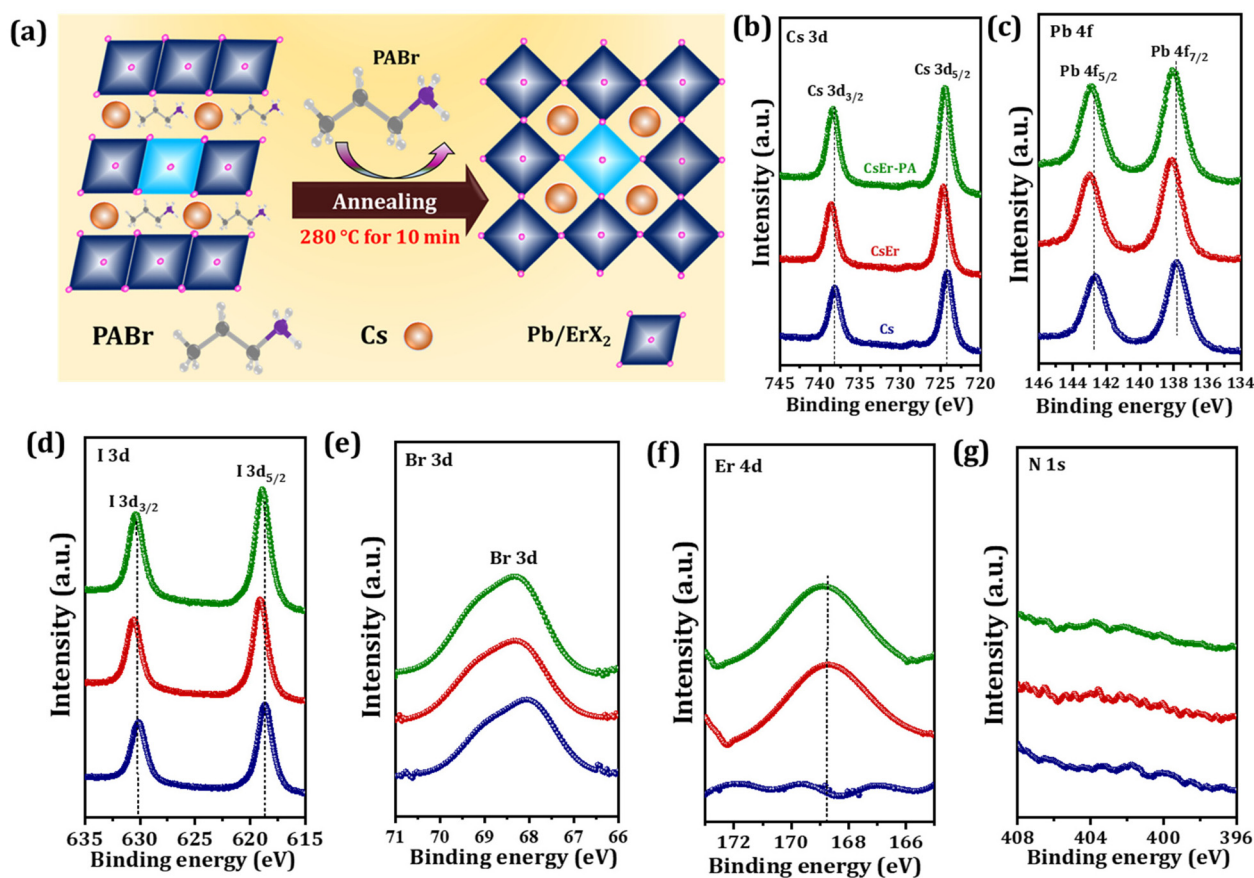 (a)
PABr
Annealing
280 °C for 10 min
PABr
Cs
Pb/ErX₂
(b)
Cs 3d
Cs 3d₃/₂
Cs 3d₅/₂
CsEr-PA
CsEr
Cs
Intensity (a.u.)
745 740 735 730 725 720
Binding energy (eV)
(c)
Pb 4f
Pb 4f₅/₂
Pb 4f₇/₂
Intensity (a.u.)
146 144 142 140 138 136 134
Binding energy (eV)
(d)
I 3d
I 3d₃/₂
I 3d₅/₂
Intensity (a.u.)
635 630 625 620 615
Binding energy (eV)
(e)
Br 3d
Br 3d
Intensity (a.u.)
71 70 69 68 67 66
Binding energy (eV)
(f)
Er 4d
Intensity (a.u.)
172 170 168 166
Binding energy (eV)
(g)
N 1s
Intensity (a.u.)
408 404 400 396
Binding energy (eV)